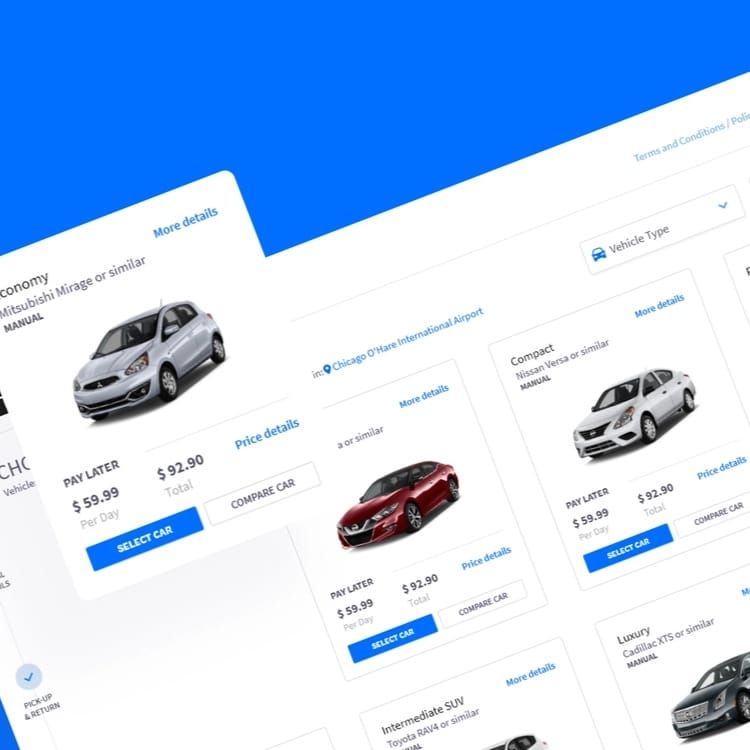 Terms and Conditions /
Vehicle Type
More details
conomy
Mitsubishi Mirage or similar
MANUAL
Price details
PAY LATER
$ 59.99
Per Day
$ 92.90
Total
SELECT CAR
COMPARE CAR
in: Chicago O'Hare International Airport
More details
a or similar
Price details
PAY LATER
$ 59.99
Per Day
$ 92.90
Total
SELECT CAR
COMPARE CAR
More details
Compact
Nissan Versa or similar
MANUAL
Price details
PAY LATER
$ 59.99
Per Day
$ 92.90
Total
SELECT CAR
COMPARE CAR
CHO
Vehicle
PICK-UP
& RETURN
More details
Intermediate SUV
Toyota RAV4 or similar
Luxury
Cadillac XTS or similar
MANUAL